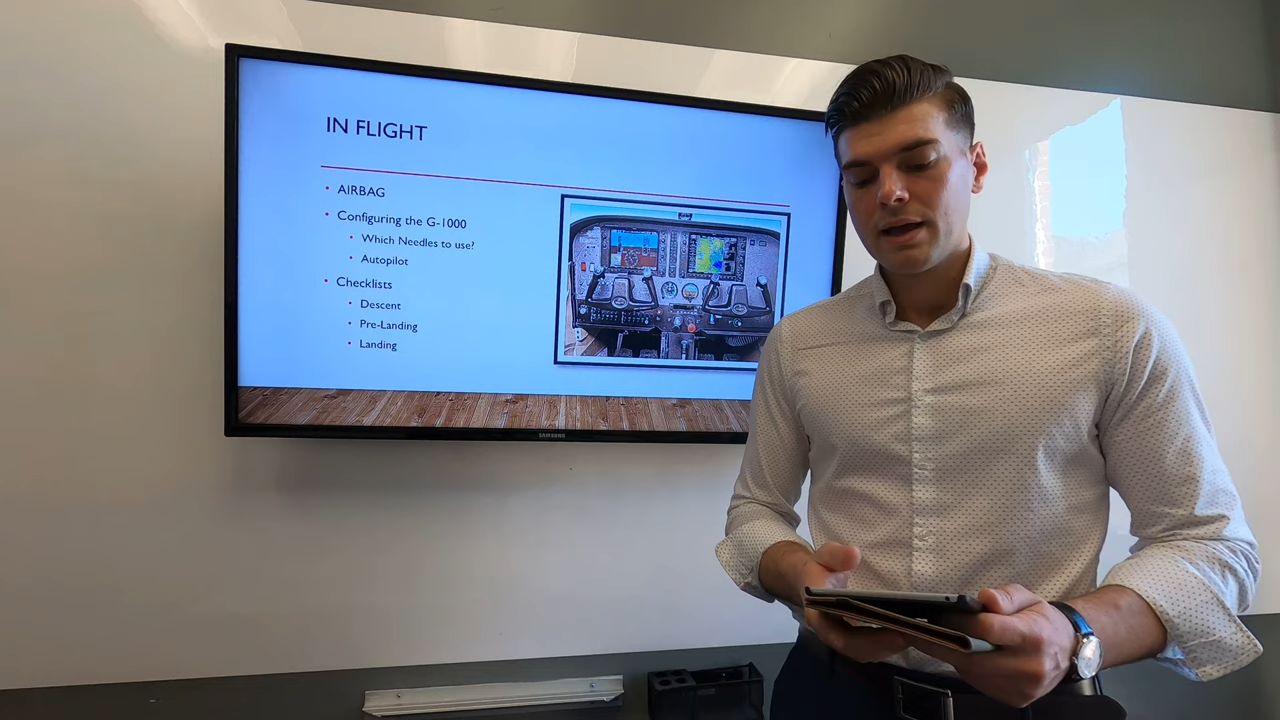 IN FLIGHT
AIRBAG
Configuring the G-1000
Which Needles to use?
Autopilot
Checklists
Descent
Pre-Landing
Landing
SAMSUNG